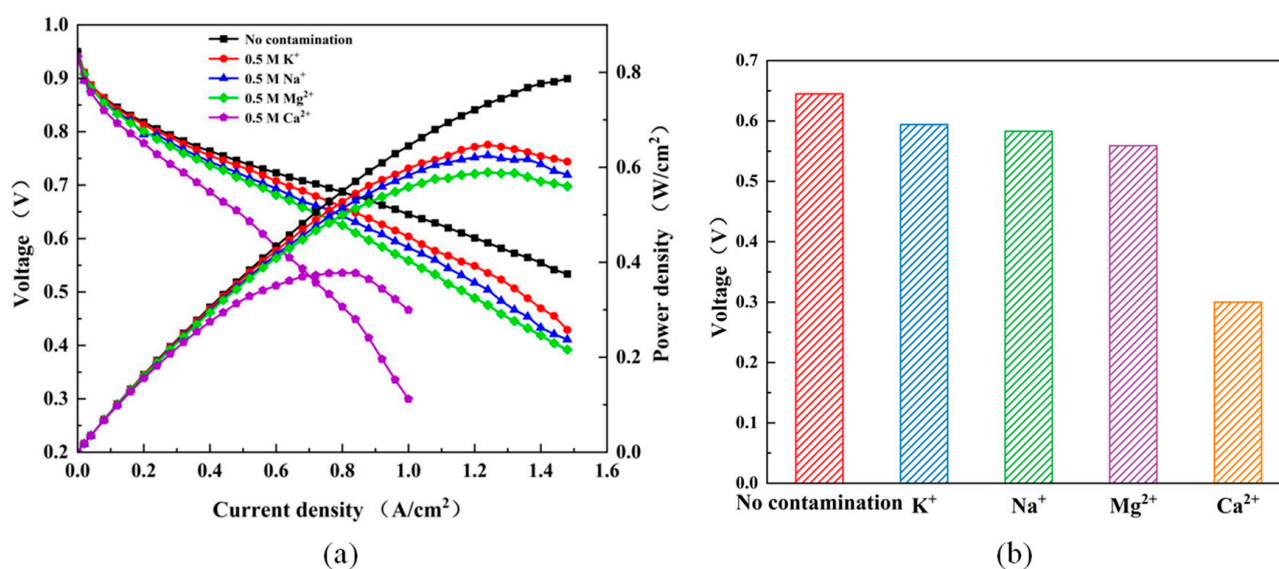 No contamination
0.5 M K⁺
0.5 M Na⁺
0.5 M Mg²⁺
0.5 M Ca²⁺
1.0
0.9
0.8
0.7
0.6
0.5
0.4
0.3
0.2
Voltage（V）
0.8
0.6
0.4
0.2
0.0
Power density（W/cm²）
0.0 0.2 0.4 0.6 0.8 1.0 1.2 1.4 1.6
Current density （A/cm²）
(a)
0.7
0.6
0.5
0.4
0.3
0.2
0.1
0.0
Voltage（V）
No contamination K⁺ Na⁺ Mg²⁺ Ca²⁺
(b)